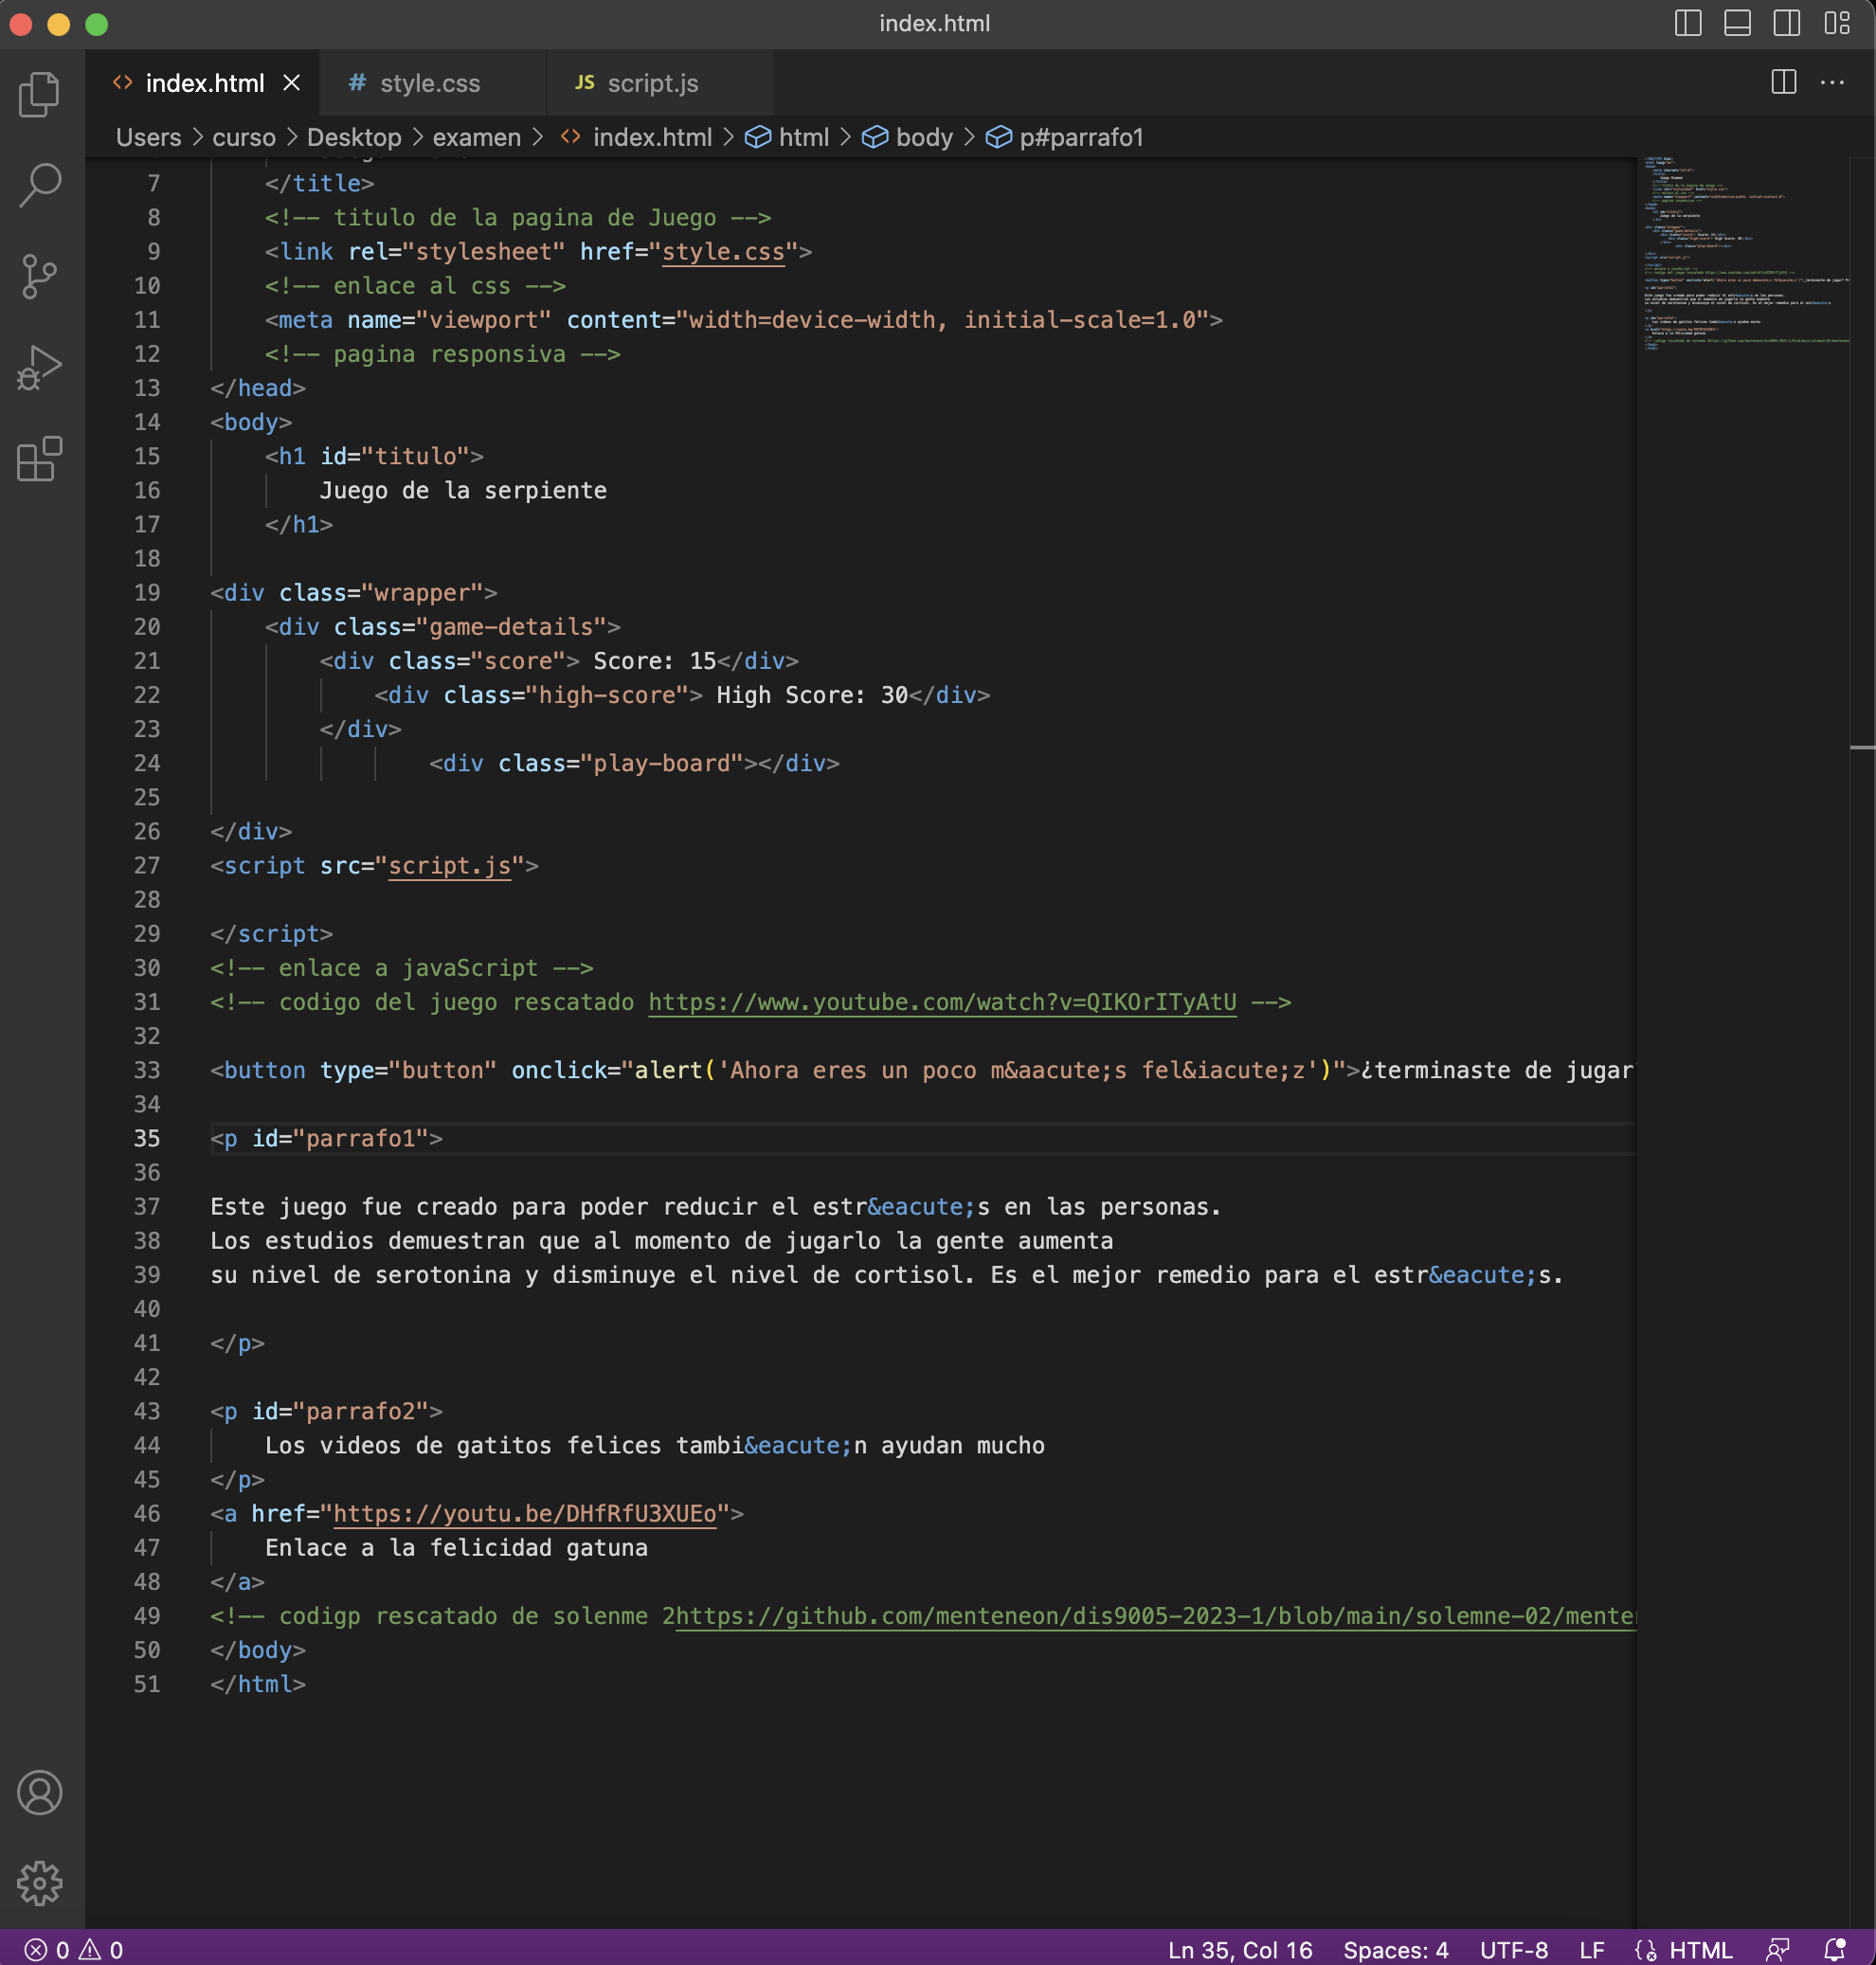 index.html
index.html
# style.css
JS script.js
Users > curso > Desktop > examen > index.html > html > body > p#parrafo1
7 </title>
8 <!-- titulo de la pagina de Juego -->
9 <link rel="stylesheet" href="style.css">
10 <!-- enlace al css -->
11 <meta name="viewport" content="width=device-width, initial-scale=1.0">
12 <!-- pagina responsiva -->
13 </head>
14 <body>
15 <h1 id="titulo">
16 Juego de la serpiente
17 </h1>
18
19 <div class="wrapper">
20 <div class="game-details">
21 <div class="score"> Score: 15</div>
22 <div class="high-score"> High Score: 30</div>
23 </div>
24 <div class="play-board"></div>
25
26 </div>
27 <script src="script.js">
28
29 </script>
30 <!-- enlace a javaScript -->
31 <!-- codigo del juego rescatado https://www.youtube.com/watch?v=QIKOrITyAtU -->
32
33 <button type="button" onclick="alert('Ahora eres un poco m&aacute;s fel&iacute;z')">¿terminaste de jugar
34
35 <p id="parrafo1">
36
37 Este juego fue creado para poder reducir el estr&eacute;s en las personas.
38 Los estudios demuestran que al momento de jugarlo la gente aumenta
39 su nivel de serotonina y disminuye el nivel de cortisol. Es el mejor remedio para el estr&eacute;s.
40
41 </p>
42
43 <p id="parrafo2">
44 Los videos de gatitos felices tambi&eacute;n ayudan mucho
45 </p>
46 <a href="https://youtu.be/DHfRfU3XUEo">
47 Enlace a la felicidad gatuna
48 </a>
49 <!-- codigp rescatado de solenme 2https://github.com/menteneon/dis9005-2023-1/blob/main/solemne-02/mente
50 </body>
51 </html>
0 0 Ln 35, Col 16 Spaces: 4 UTF-8 LF HTML